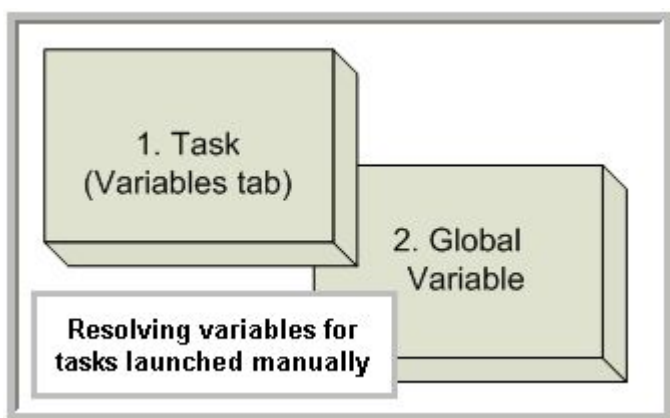 1. Task
(Variables tab)
2. Global
Variable
Resolving variables for
tasks launched manually